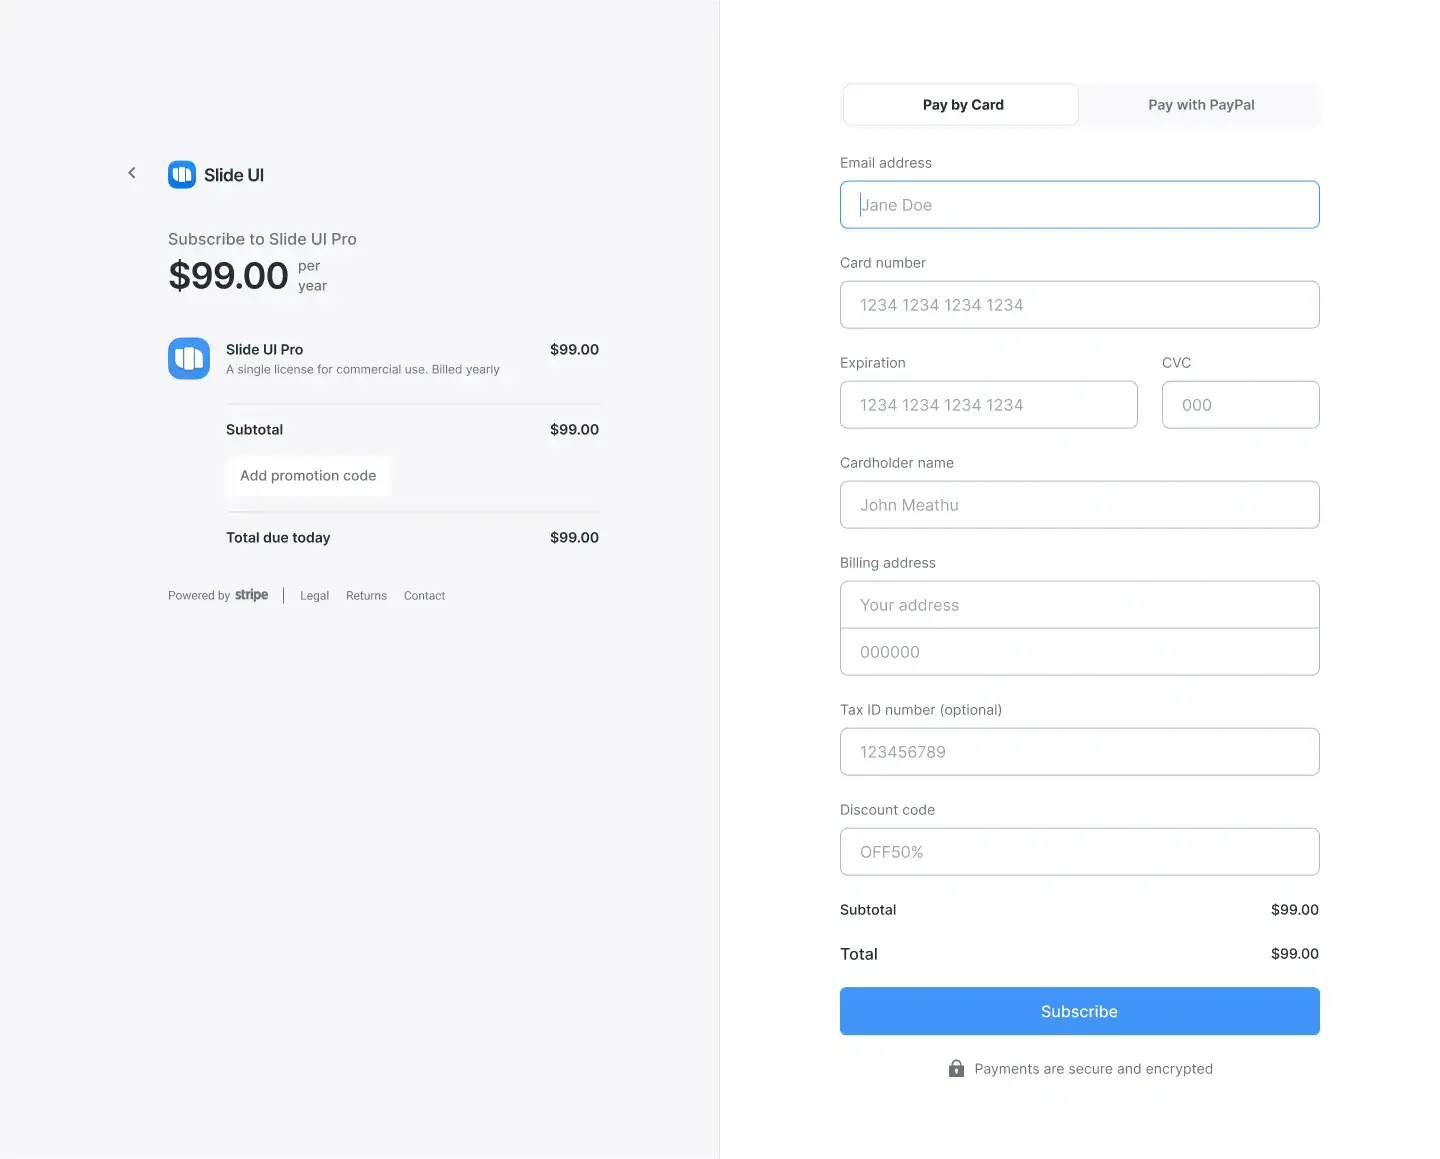 Slide UI
Subscribe to Slide UI Pro
$99.00 per year
Slide UI Pro $99.00
A single license for commercial use. Billed yearly
Subtotal $99.00
Add promotion code
Total due today $99.00
Powered by stripe Legal Returns Contact
Pay by Card Pay with PayPal
Email address
Jane Doe
Card number
1234 1234 1234 1234
Expiration CVC
1234 1234 1234 1234 000
Cardholder name
John Meathu
Billing address
Your address
000000
Tax ID number (optional)
123456789
Discount code
OFF50%
Subtotal $99.00
Total $99.00
Subscribe
Payments are secure and encrypted